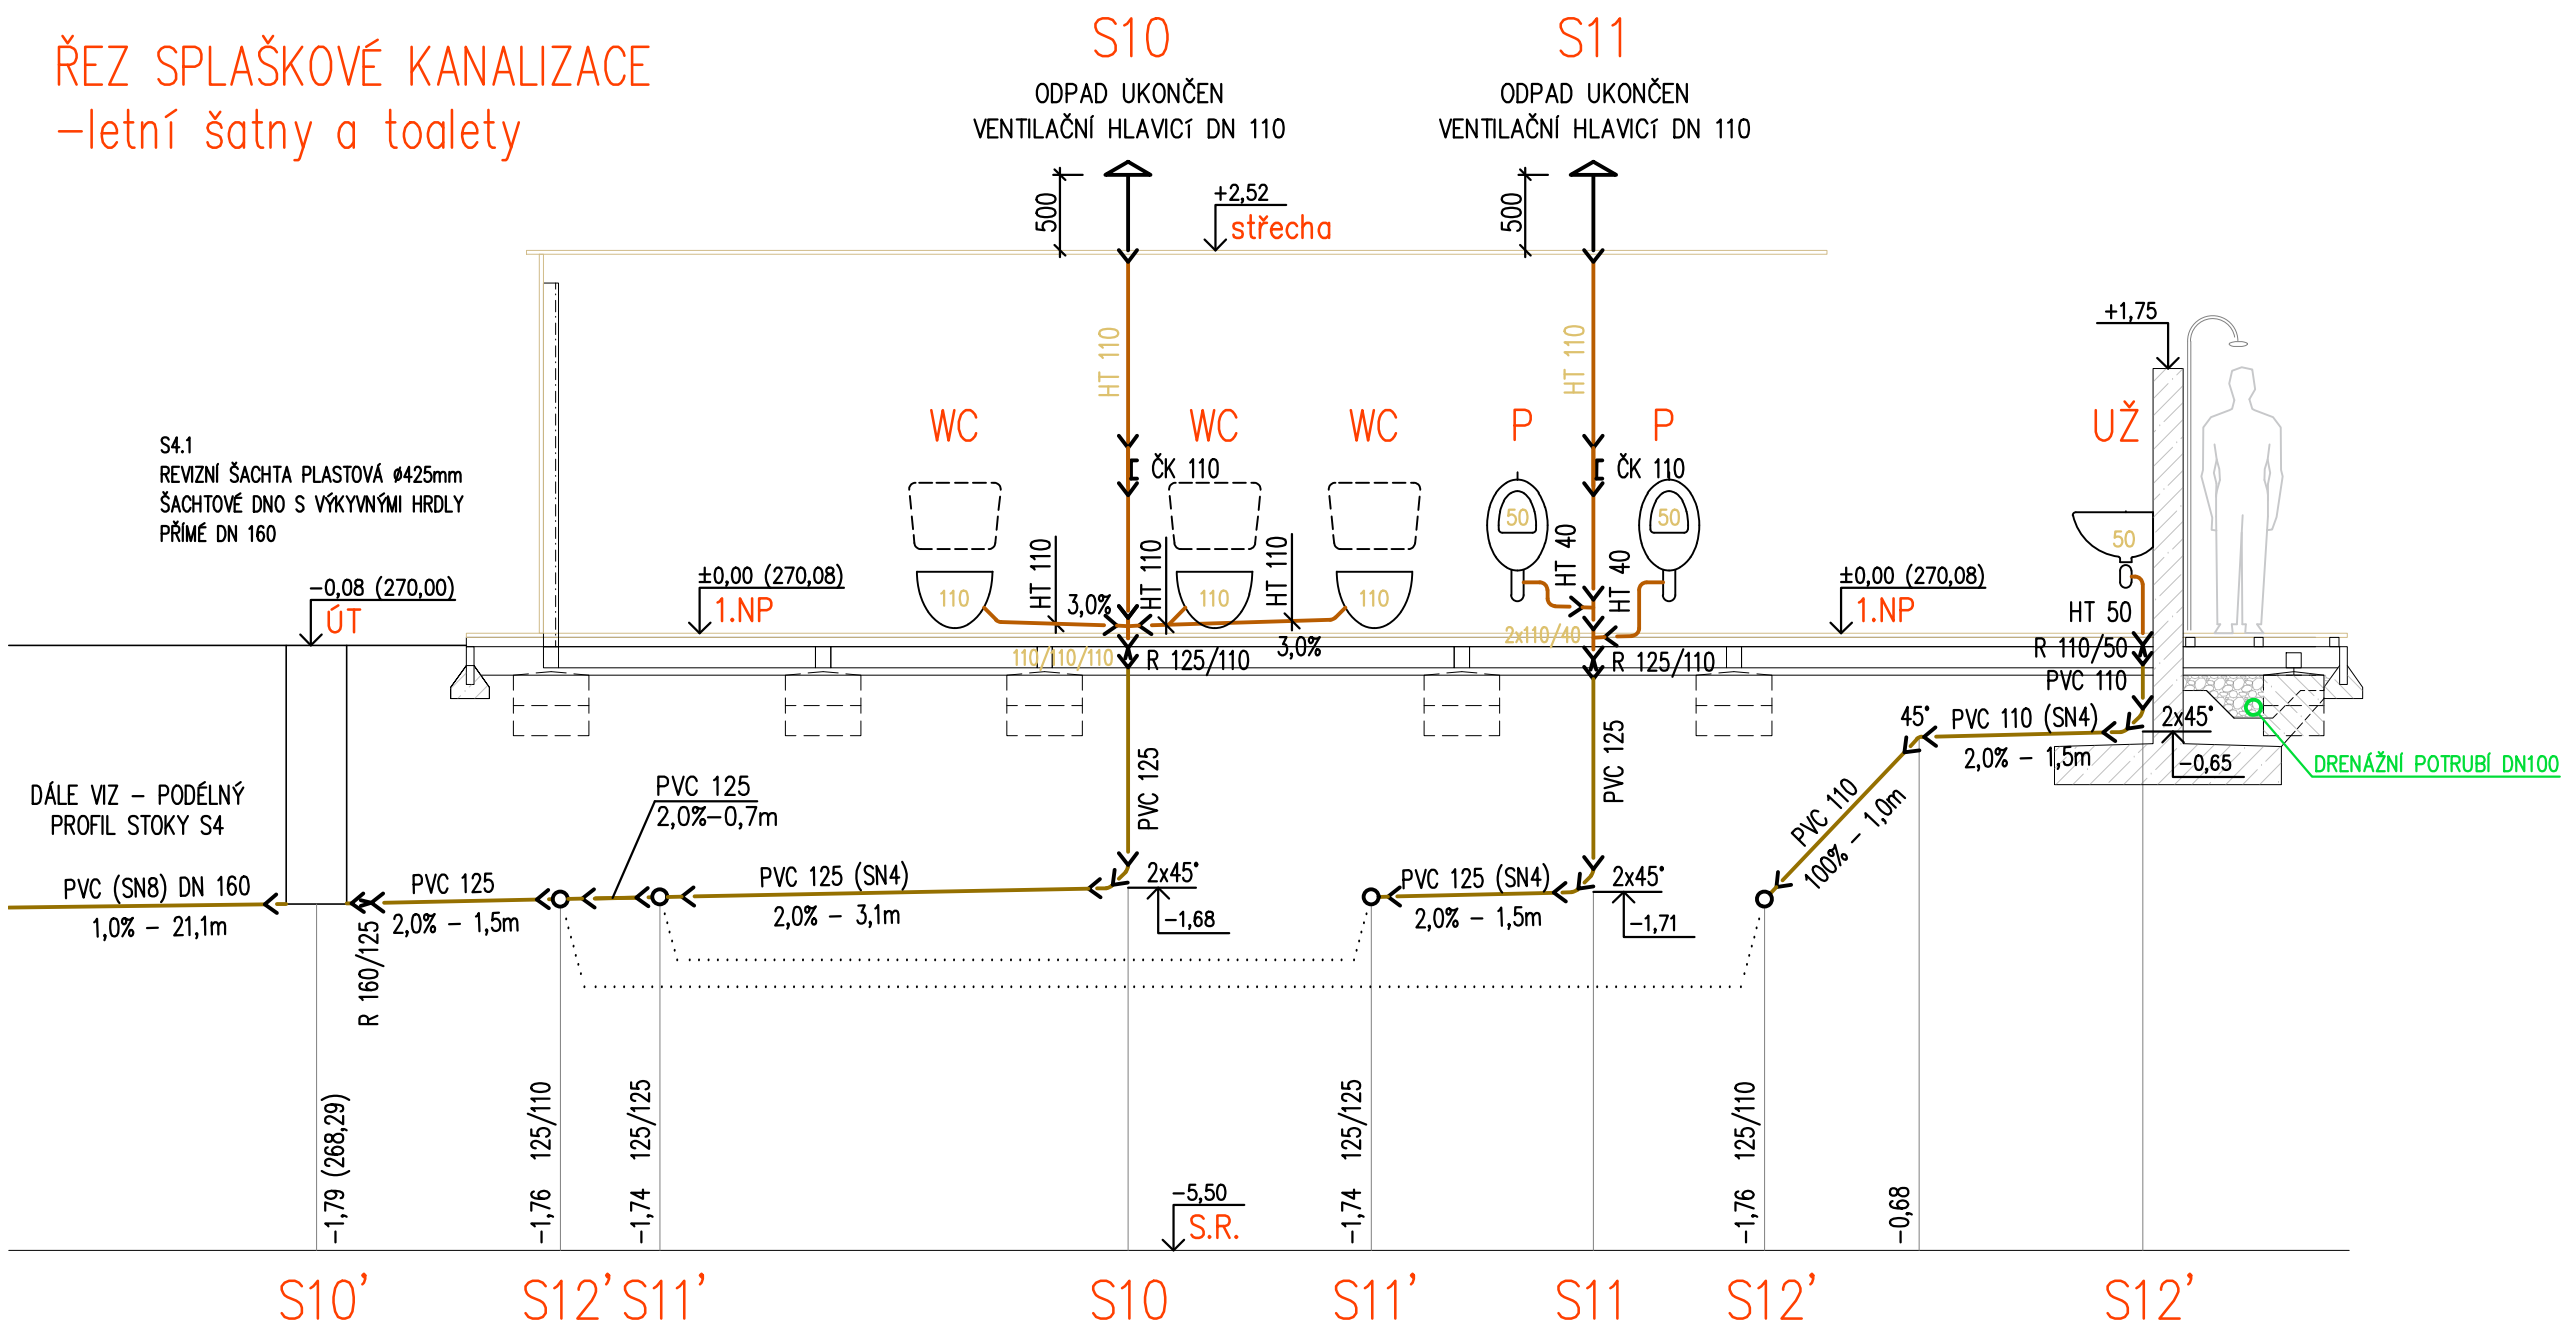 ŘEZ SPLAŠKOVÉ KANALIZACE
-letní šatny a toalety
S10
ODPAD UKONČEN
VENTILAČNÍ HLAVICí DN 110
S11
ODPAD UKONČEN
VENTILAČNÍ HLAVICí DN 110
500
+2,52
střecha
500
+1,75
HT 110
HT 110
WC
WC
WC
P
P
UŽ
S4.1
REVIZNÍ ŠACHTA PLASTOVÁ ø425mm
ŠACHTOVÉ DNO S VÝKYVNÝMI HRDLY
PŘÍMÉ DN 160
ČK 110
ČK 110
50
50
50
-0,08 (270,00)
ÚT
±0,00 (270,08)
1.NP
110
110
110
HT 110
3,0%
HT 110
HT 110
3,0%
HT 40
HT 40
2x110/40
±0,00 (270,08)
1.NP
HT 50
110/110/110
R 125/110
R 125/110
R 110/50
PVC 110
45°
PVC 110 (SN4)
2,0% - 1,5m
2x45°
-0,65
DRENÁŽNÍ POTRUBÍ DN100
DÁLE VIZ - PODÉLNÝ
PROFIL STOKY S4
PVC 125
2,0%-0,7m
PVC 125
PVC 125
PVC 110
100% - 1,0m
PVC (SN8) DN 160
1,0% - 21,1m
PVC 125
2,0% - 1,5m
R 160/125
PVC 125 (SN4)
2,0% - 3,1m
2x45°
-1,68
PVC 125 (SN4)
2,0% - 1,5m
2x45°
-1,71
-1,79 (268,29)
-1,76 125/110
-1,74 125/125
-1,74 125/125
-1,76 125/110
-0,68
-5,50
S.R.
S10'
S12'
S11'
S10
S11'
S11
S12'
S12'